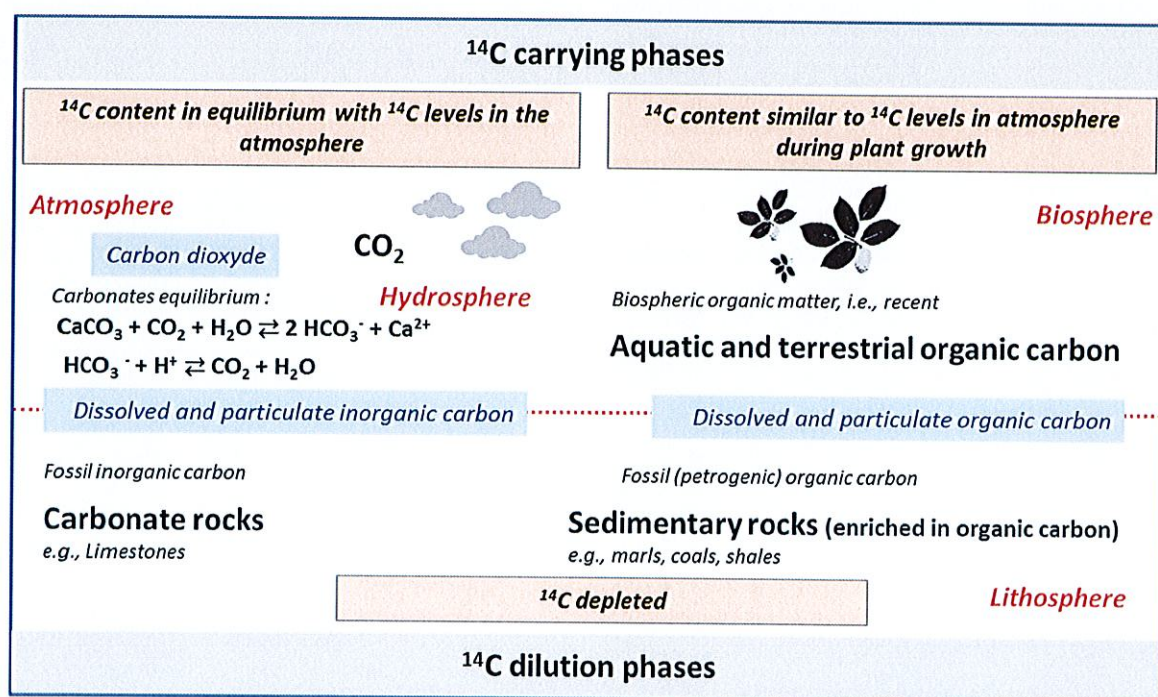 ¹⁴C carrying phases
¹⁴C content in equilibrium with ¹⁴C levels in the
atmosphere
¹⁴C content similar to ¹⁴C levels in atmosphere
during plant growth
Atmosphere
Biosphere
CO₂
Carbon dioxyde
Carbonates equilibrium :
Hydrosphere
CaCO₃ + CO₂ + H₂O ⇄ 2 HCO₃⁻ + Ca²⁺
HCO₃⁻ + H⁺ ⇄ CO₂ + H₂O
Biospheric organic matter, i.e., recent
Aquatic and terrestrial organic carbon
Dissolved and particulate inorganic carbon
Dissolved and particulate organic carbon
Fossil inorganic carbon
Carbonate rocks
e.g., Limestones
Fossil (petrogenic) organic carbon
Sedimentary rocks (enriched in organic carbon)
e.g., marls, coals, shales
¹⁴C depleted
Lithosphere
¹⁴C dilution phases